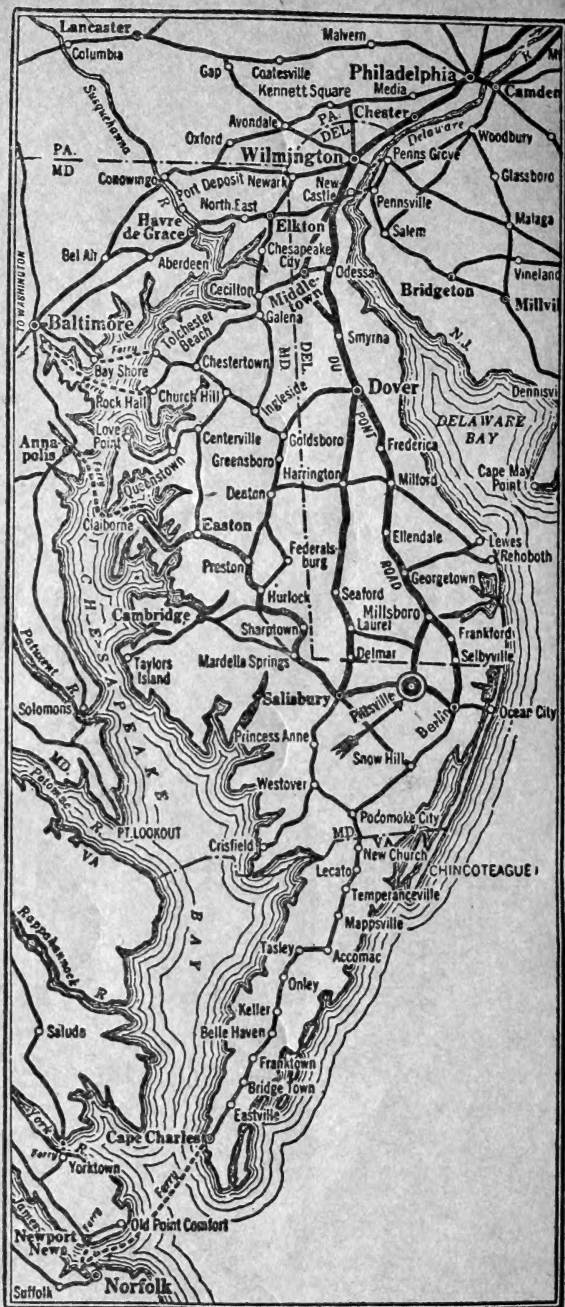 Lancaster
Columbia
Malvern
Gap
Coatesville
Philadelphia
Kennett Square
Media
Camden
Susquehanna
R
Avondale
Chester
Oxford
PA.
DEL.
Delaware
R
Woodbury
PA.
MD
Wilmington
Penns Grove
Conowingo
Port Deposit
Newark
New Castle
Glassboro
Pennsville
Havre de Grace
North East
Elkton
Salem
Malaga
Bel Air
Aberdeen
Chesapeake City
Odessa
Vineland
Cecilton
Middletown
Bridgeton
Millvil
TO WASHINGTON
Baltimore
Tolchester Beach
Galena
N.J.
Ferry
MD
DEL
Smyrna
Bay Shore
Chestertown
DU
Dover
Dennisvi
Ferry
Rock Hall
Church Hill
Ingleside
PONT
DELAWARE BAY
Annapolis
Love Point
Centerville
Goldsboro
Frederica
Ferry
Queenstown
Greensboro
Harrington
Milford
Cape May Point
Claiborne
Denton
Easton
Ellendale
Lewes
Rehoboth
Preston
Federalsburg
ROAD
Georgetown
CHESAPEAKE
Hurlock
Seaford
Millsboro
Cambridge
Sharptown
Laurel
Frankford
Patuxent R.
Taylors Island
Mardella Springs
Delmar
Selbyville
Solomons
Salisbury
Pittsville
Berlin
Ocean City
Princess Anne
MD.
Snow Hill
Potomac R.
Westover
VA
PT. LOOKOUT
Pocomoke City
Crisfield
MD.
VA
New Church
CHINCOTEAGUE I
Lecato
Temperanceville
BAY
Mappsville
Rappahannock R
Tasley
Accomac
Onley
Keller
Saluda
Belle Haven
Franktown
Bridge Town
Eastville
York R.
Cape Charles
Ferry
Yorktown
Ferry
James
Ferry
Old Point Comfort
Newport News
Norfolk
Suffolk